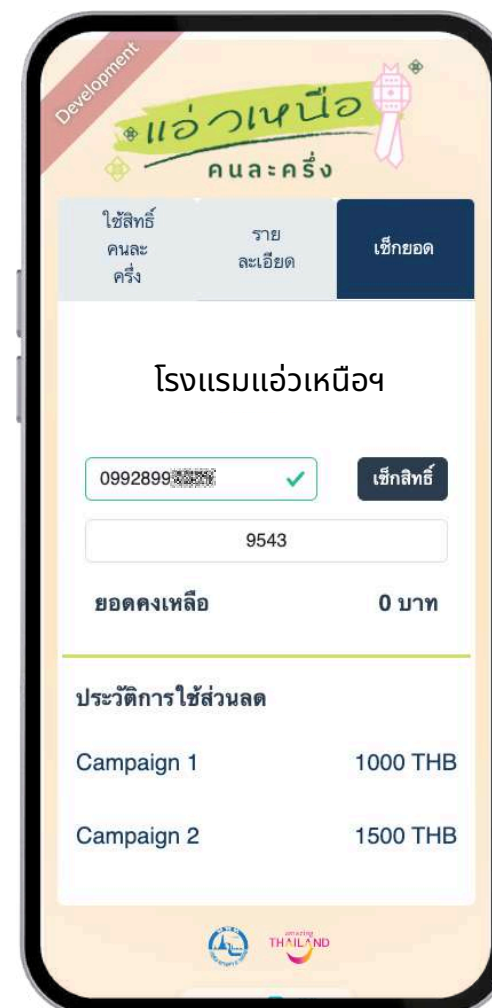 Development
แอ่วเหนือ
คนละครึ่ง
ใช้สิทธิ์
คนละ
ครึ่ง
ราย
ละเอียด
เช็กยอด
โรงแรมแอ่วเหนือฯ
0992899
เช็กสิทธิ์
9543
ยอดคงเหลือ 0 บาท
ประวัติการใช้ส่วนลด
Campaign 1 1000 THB
Campaign 2 1500 THB
amazing
THAILAND